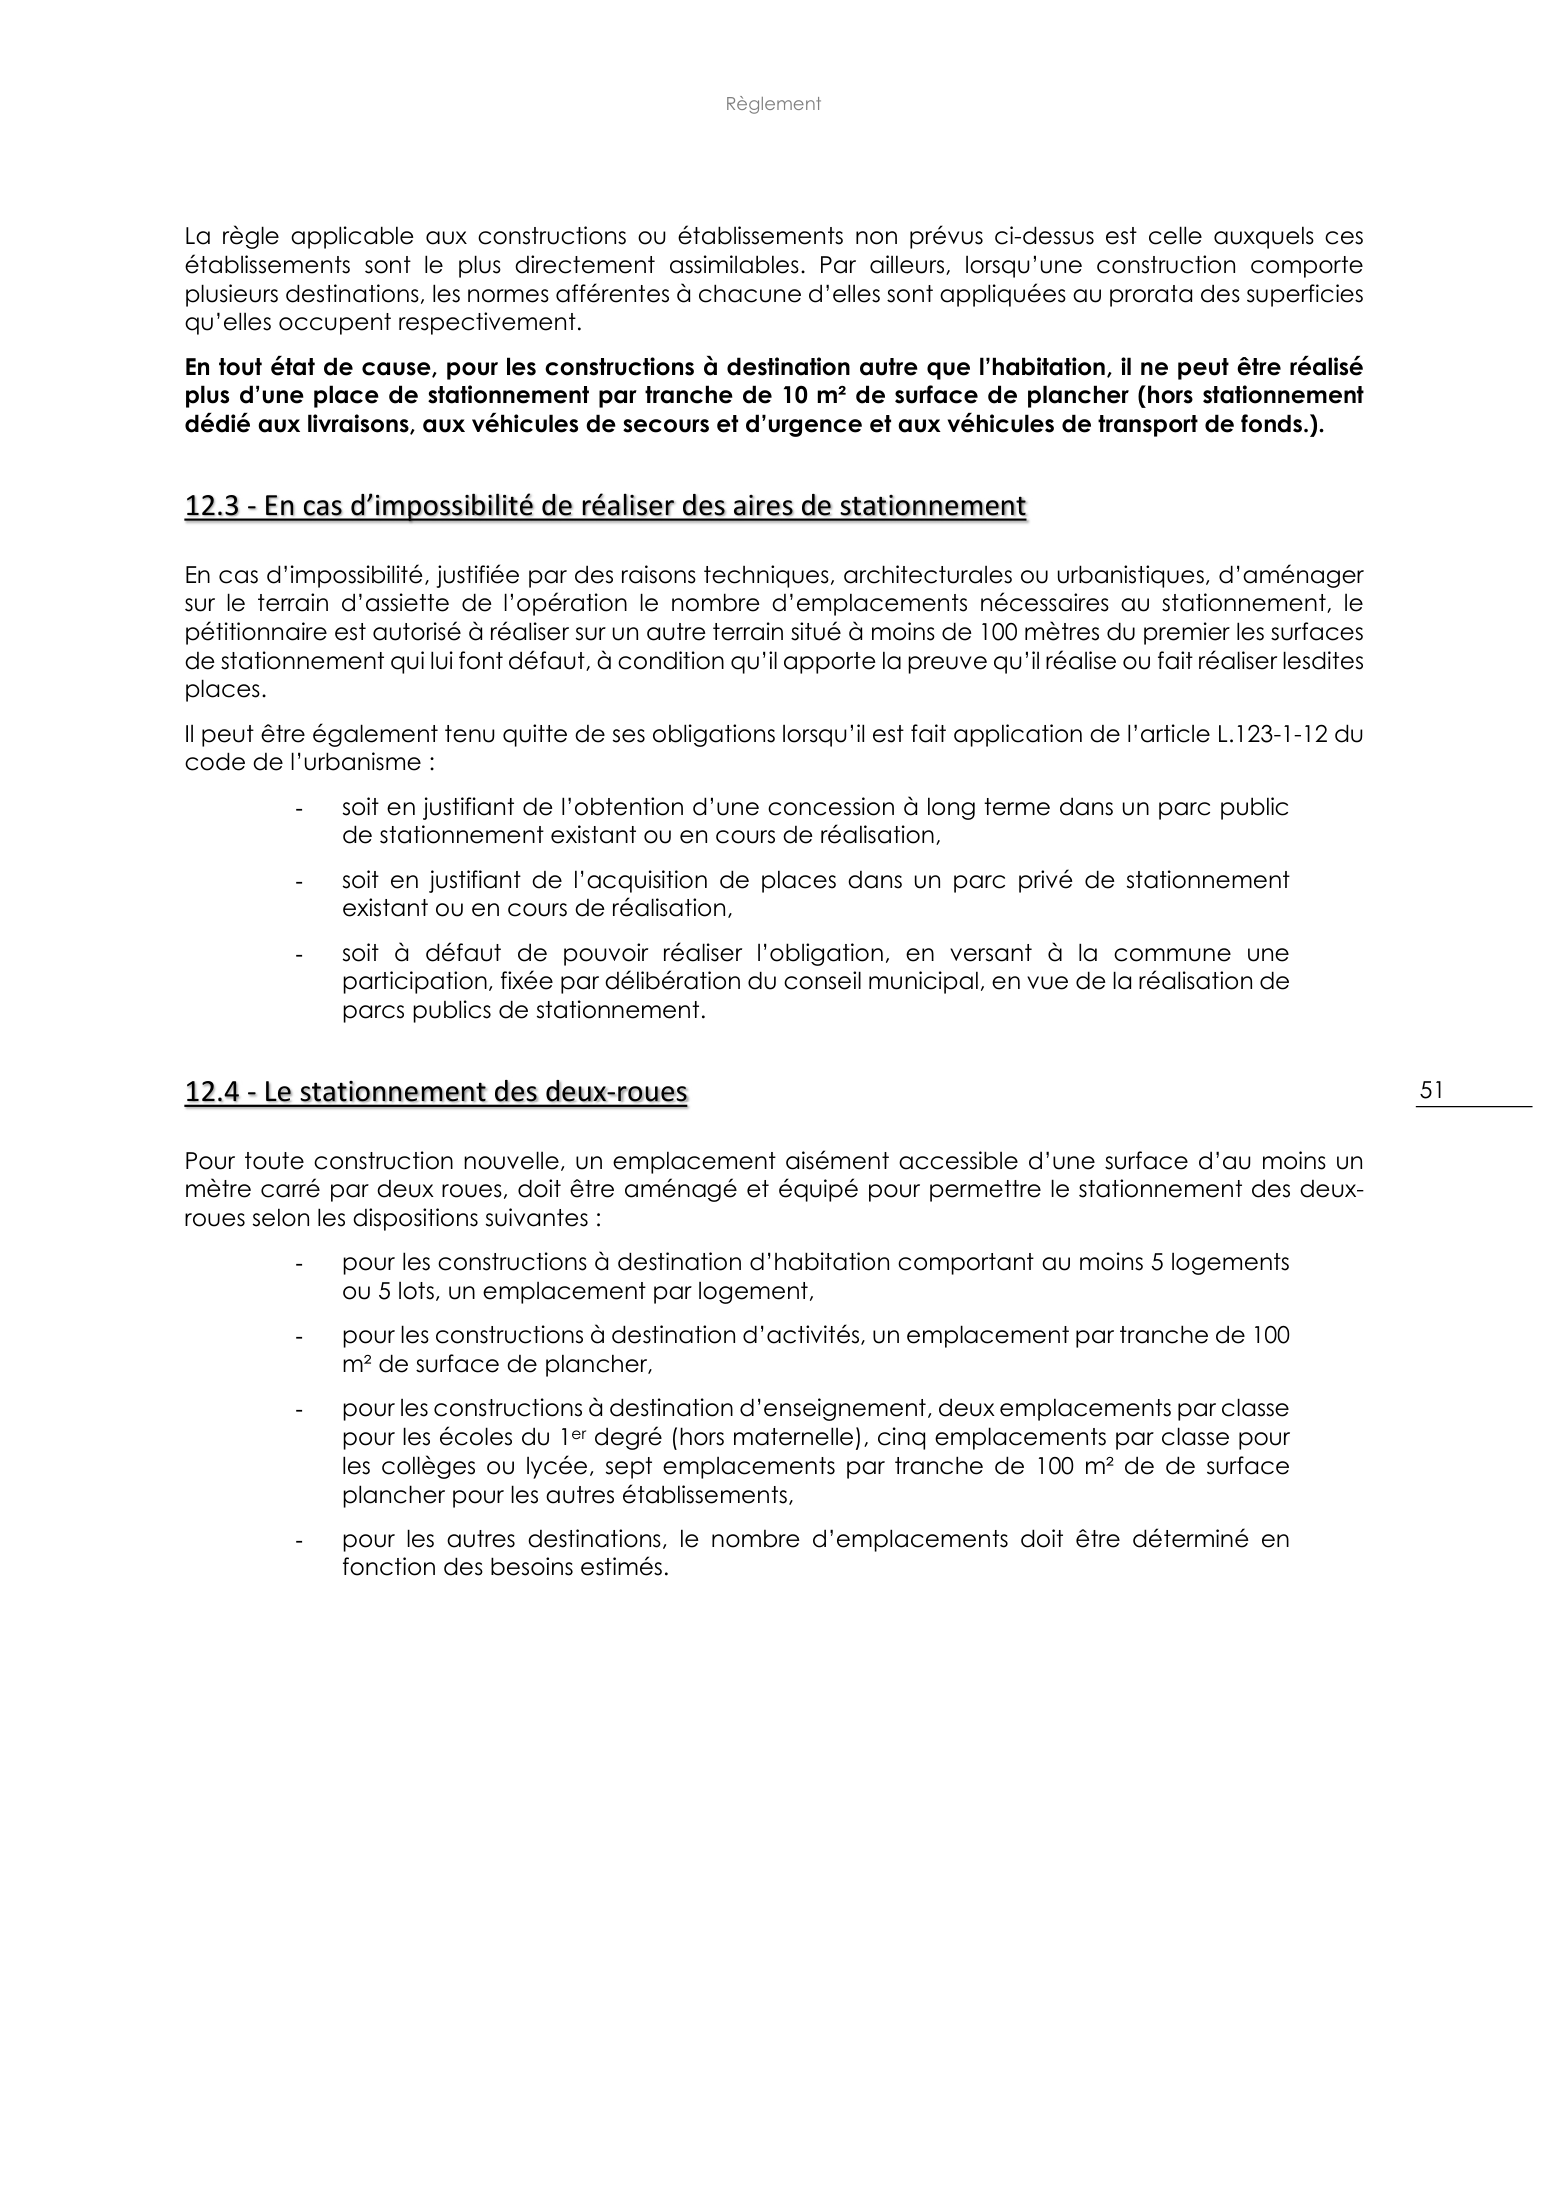 Règlement
La règle applicable aux constructions ou établissements non prévus ci-dessus est celle auxquels ces
établissements sont le plus directement assimilables. Par ailleurs, lorsqu’une construction comporte
plusieurs destinations, les normes afférentes à chacune d’elles sont appliquées au prorata des superficies
qu’elles occupent respectivement.
En tout état de cause, pour les constructions à destination autre que l’habitation, il ne peut être réalisé
plus d’une place de stationnement par tranche de 10 m² de surface de plancher (hors stationnement
dédié aux livraisons, aux véhicules de secours et d’urgence et aux véhicules de transport de fonds.).
12.3 - En cas d’impossibilité de réaliser des aires de stationnement
En cas d’impossibilité, justifiée par des raisons techniques, architecturales ou urbanistiques, d’aménager
sur le terrain d’assiette de l’opération le nombre d’emplacements nécessaires au stationnement, le
pétitionnaire est autorisé à réaliser sur un autre terrain situé à moins de 100 mètres du premier les surfaces
de stationnement qui lui font défaut, à condition qu’il apporte la preuve qu’il réalise ou fait réaliser lesdites
places.
Il peut être également tenu quitte de ses obligations lorsqu’il est fait application de l’article L.123-1-12 du
code de l’urbanisme :
- soit en justifiant de l’obtention d’une concession à long terme dans un parc public
de stationnement existant ou en cours de réalisation,
- soit en justifiant de l’acquisition de places dans un parc privé de stationnement
existant ou en cours de réalisation,
- soit à défaut de pouvoir réaliser l’obligation, en versant à la commune une
participation, fixée par délibération du conseil municipal, en vue de la réalisation de
parcs publics de stationnement.
12.4 - Le stationnement des deux-roues
51
Pour toute construction nouvelle, un emplacement aisément accessible d’une surface d’au moins un
mètre carré par deux roues, doit être aménagé et équipé pour permettre le stationnement des deux-
roues selon les dispositions suivantes :
- pour les constructions à destination d’habitation comportant au moins 5 logements
ou 5 lots, un emplacement par logement,
- pour les constructions à destination d’activités, un emplacement par tranche de 100
m² de surface de plancher,
- pour les constructions à destination d’enseignement, deux emplacements par classe
pour les écoles du 1er degré (hors maternelle), cinq emplacements par classe pour
les collèges ou lycée, sept emplacements par tranche de 100 m² de de surface
plancher pour les autres établissements,
- pour les autres destinations, le nombre d’emplacements doit être déterminé en
fonction des besoins estimés.